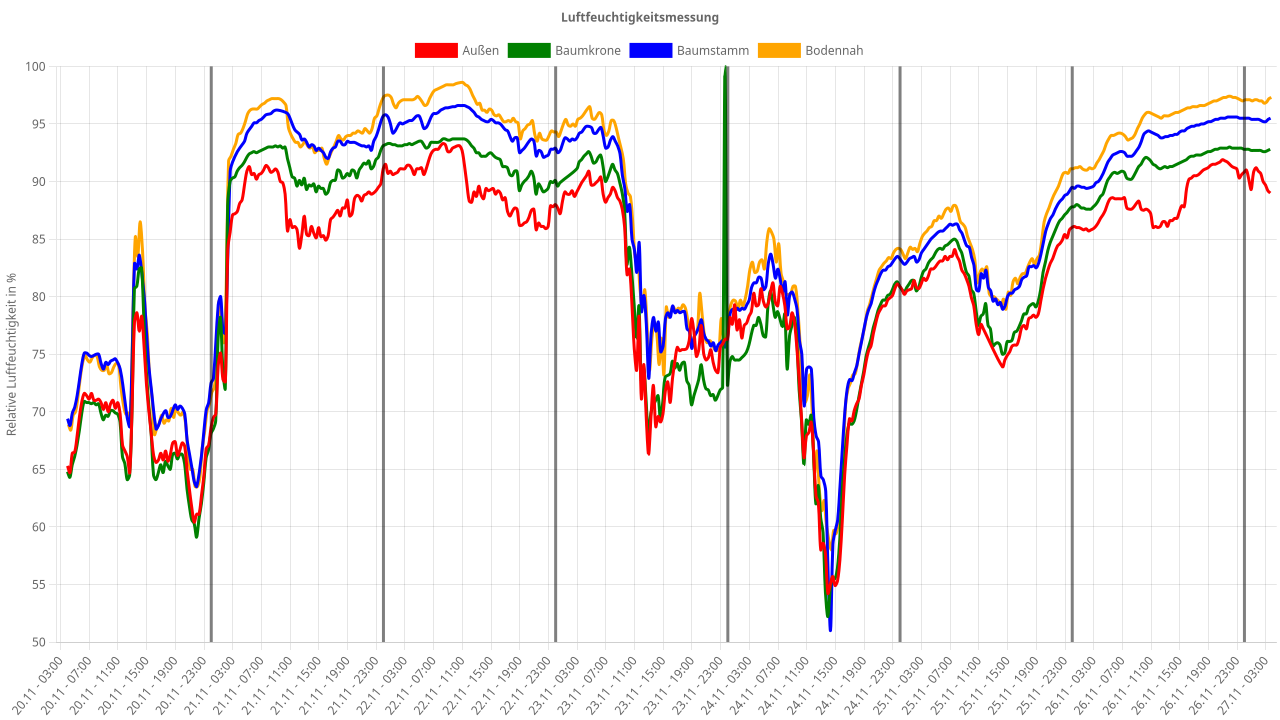 Luftfeuchtigkeitsmessung
Außen Baumkrone Baumstamm Bodennah
Relative Luftfeuchtigkeit in %
100
95
90
85
80
75
70
65
60
55
50
20.11 - 03:00
20.11 - 07:00
20.11 - 11:00
20.11 - 15:00
20.11 - 19:00
20.11 - 23:00
21.11 - 03:00
21.11 - 07:00
21.11 - 11:00
21.11 - 15:00
21.11 - 19:00
21.11 - 23:00
22.11 - 03:00
22.11 - 07:00
22.11 - 11:00
22.11 - 15:00
22.11 - 19:00
22.11 - 23:00
23.11 - 03:00
23.11 - 07:00
23.11 - 11:00
23.11 - 15:00
23.11 - 19:00
23.11 - 23:00
24.11 - 03:00
24.11 - 07:00
24.11 - 11:00
24.11 - 15:00
24.11 - 19:00
24.11 - 23:00
25.11 - 03:00
25.11 - 07:00
25.11 - 11:00
25.11 - 15:00
25.11 - 19:00
25.11 - 23:00
26.11 - 03:00
26.11 - 07:00
26.11 - 11:00
26.11 - 15:00
26.11 - 19:00
26.11 - 23:00
27.11 - 03:00